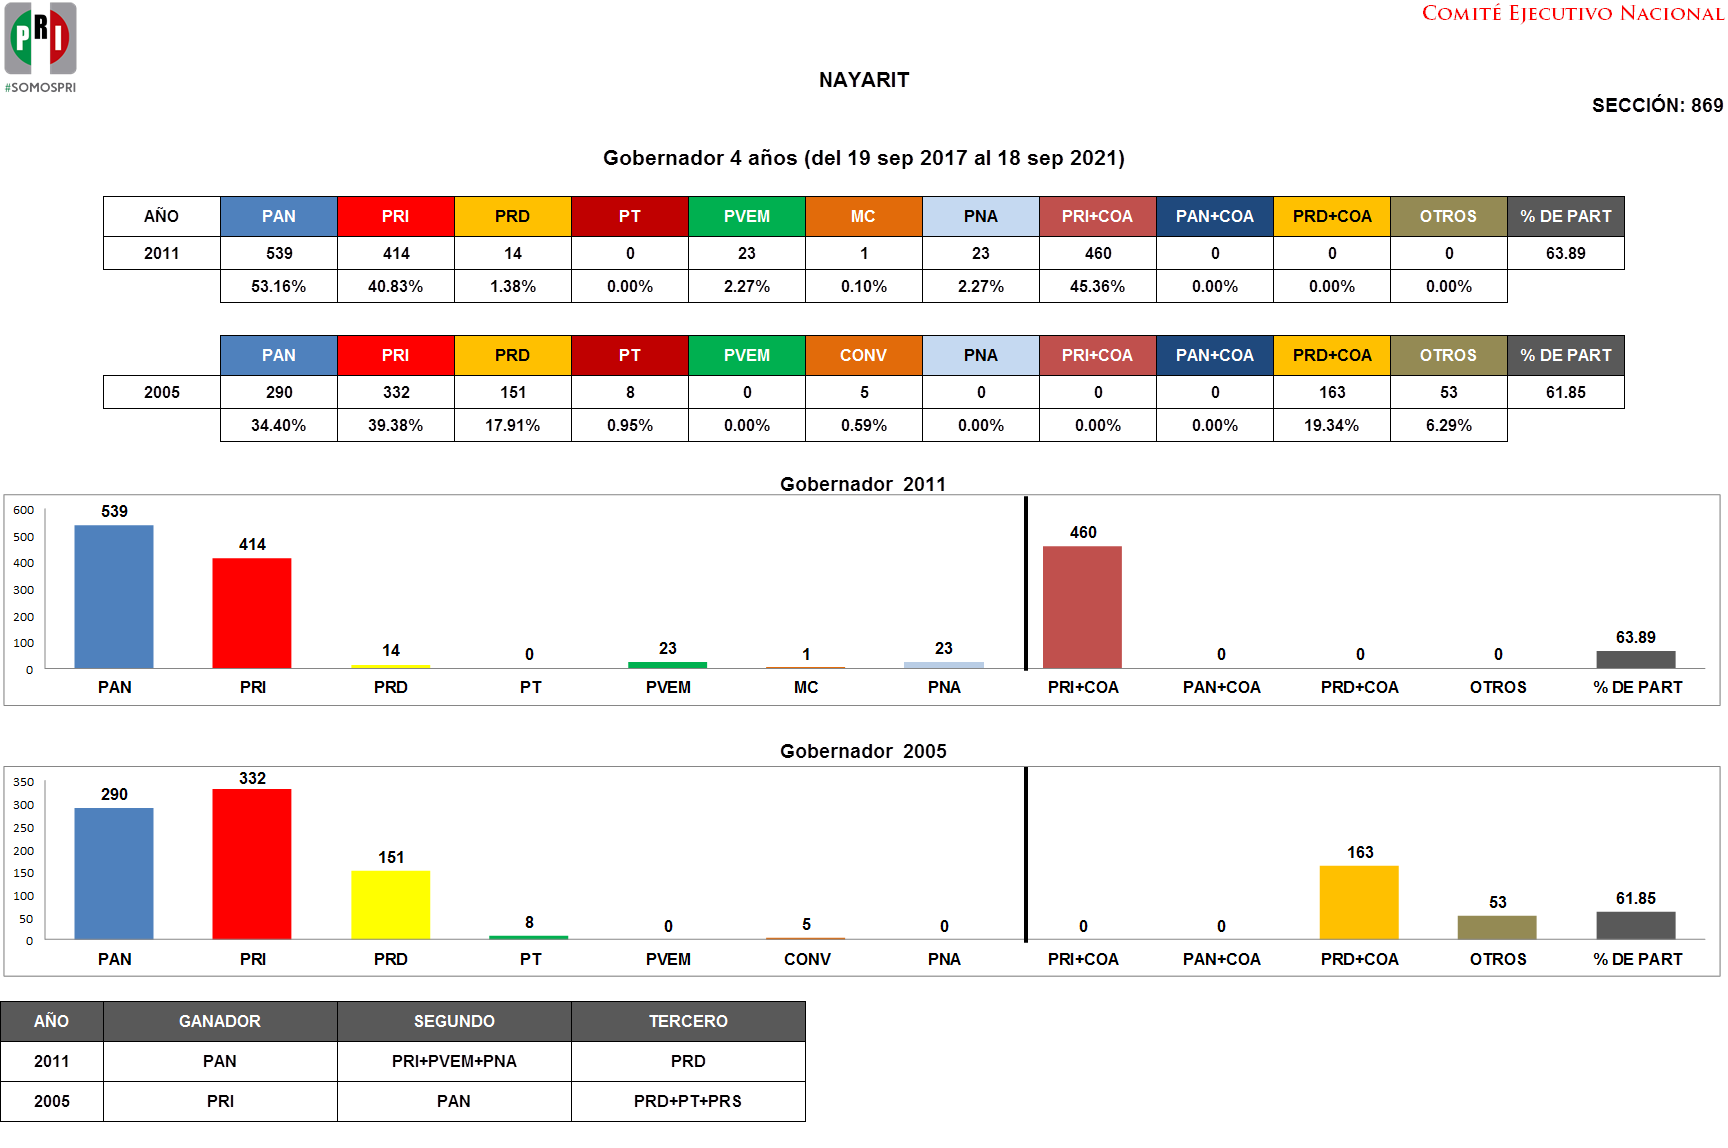 PRI
#SOMOSPRI
COMITÉ EJECUTIVO NACIONAL
NAYARIT
SECCIÓN: 869
Gobernador 4 años (del 19 sep 2017 al 18 sep 2021)
AÑO PAN PRI PRD PT PVEM MC PNA PRI+COA PAN+COA PRD+COA OTROS % DE PART
2011 539 414 14 0 23 1 23 460 0 0 0 63.89
53.16% 40.83% 1.38% 0.00% 2.27% 0.10% 2.27% 45.36% 0.00% 0.00% 0.00%
PAN PRI PRD PT PVEM CONV PNA PRI+COA PAN+COA PRD+COA OTROS % DE PART
2005 290 332 151 8 0 5 0 0 0 163 53 61.85
34.40% 39.38% 17.91% 0.95% 0.00% 0.59% 0.00% 0.00% 0.00% 19.34% 6.29%
Gobernador 2011
600
500
400
300
200
100
0
539 414 14 0 23 1 23 460 0 0 0 63.89
PAN PRI PRD PT PVEM MC PNA PRI+COA PAN+COA PRD+COA OTROS % DE PART
Gobernador 2005
350
300
250
200
150
100
50
0
290 332 151 8 0 5 0 0 0 163 53 61.85
PAN PRI PRD PT PVEM CONV PNA PRI+COA PAN+COA PRD+COA OTROS % DE PART
AÑO GANADOR SEGUNDO TERCERO
2011 PAN PRI+PVEM+PNA PRD
2005 PRI PAN PRD+PT+PRS